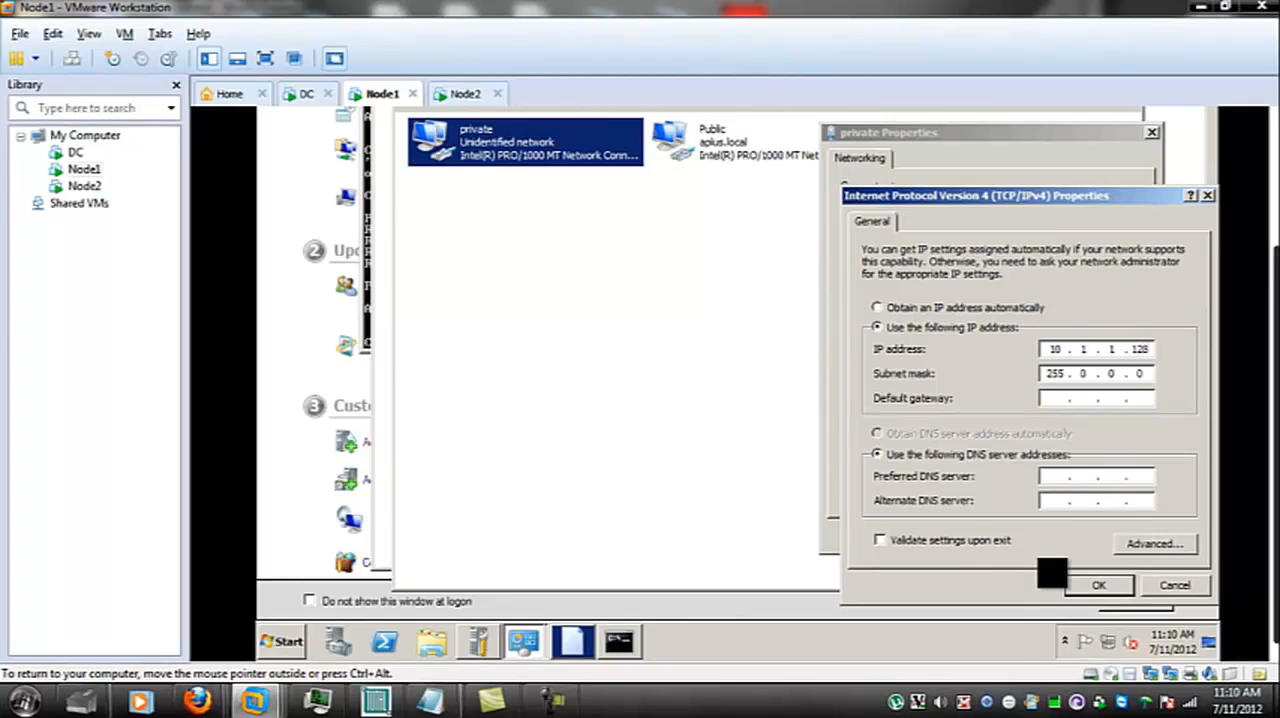 Node1 - VMware Workstation
File Edit View VM Tabs Help
Library
Type here to search
My Computer
DC
Node1
Node2
Shared VMs
Home
DC
Node1
Node2
private
Unidentified network
Intel(R) PRO/1000 MT Network Conn...
Public
aplus.local
Intel(R) PRO/1000 MT Net
private Properties
Networking
Internet Protocol Version 4 (TCP/IPv4) Properties
General
You can get IP settings assigned automatically if your network supports
this capability. Otherwise, you need to ask your network administrator
for the appropriate IP settings.
Obtain an IP address automatically
Use the following IP address:
IP address: 10 . 1 . 1 . 128
Subnet mask: 255 . 0 . 0 . 0
Default gateway: . . .
Obtain DNS server address automatically
Use the following DNS server addresses:
Preferred DNS server: . . .
Alternate DNS server: . . .
Validate settings upon exit
Advanced...
OK
Cancel
2
3 Cust
Do not show this window at logon
Start
11:10 AM
7/11/2012
To return to your computer, move the mouse pointer outside or press Ctrl+Alt.
11:10 AM
7/11/2012